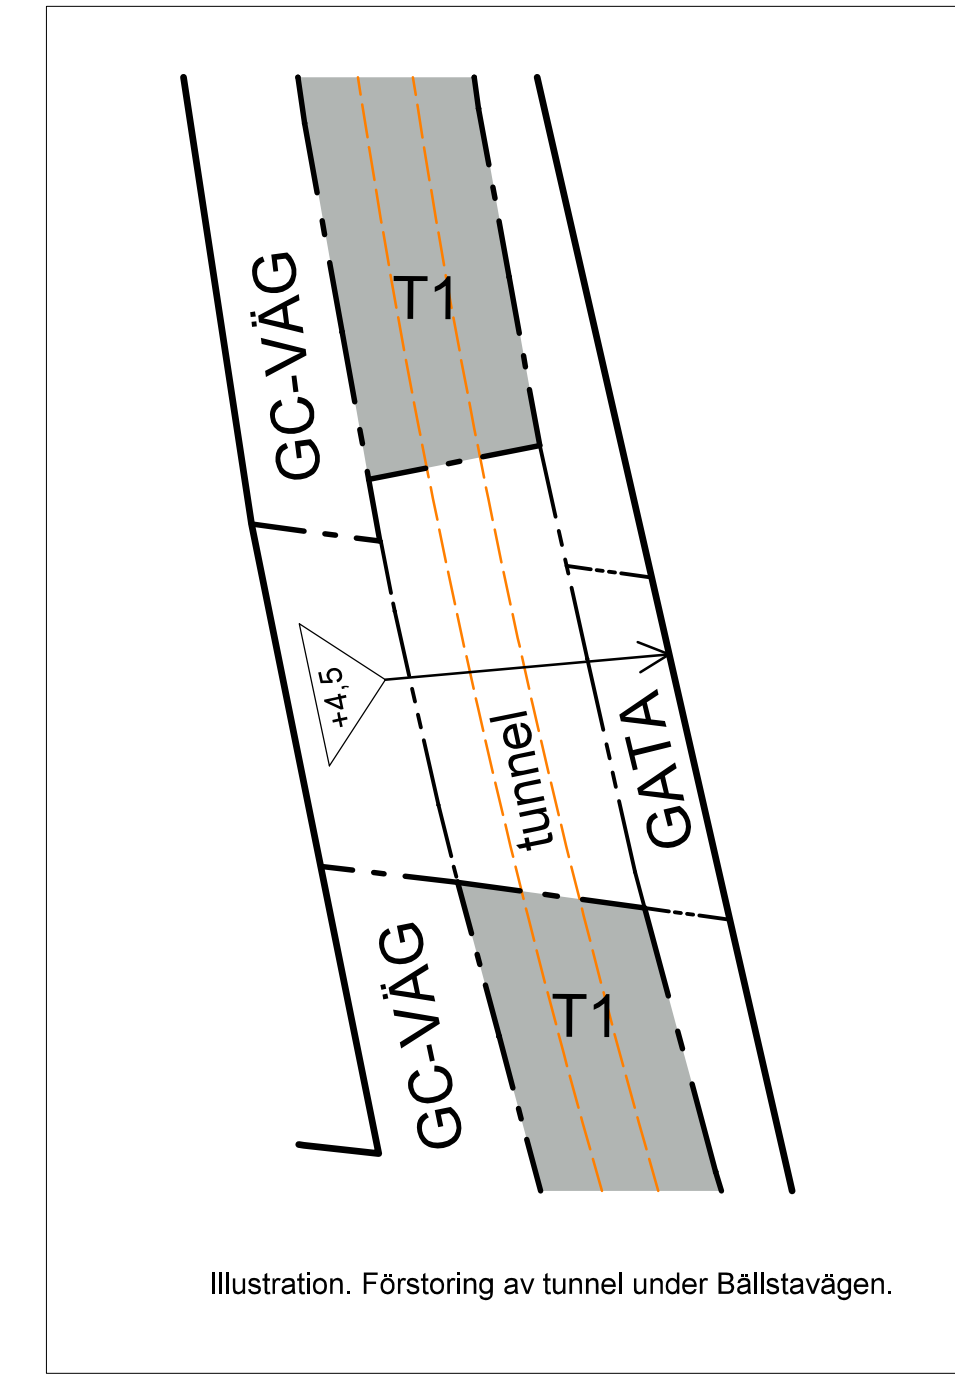 GC-VÄG
T1
+4,5
tunnel
GATA
GC-VÄG
T1
Illustration. Förstoring av tunnel under Bällstavägen.